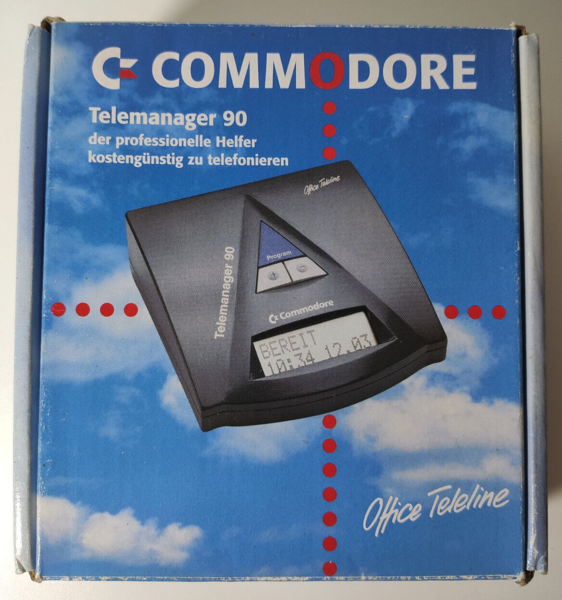 COMMODORE
Telemanager 90
der professionelle Helfer
kostengünstig zu telefonieren
Office Teleline
Program
+ -
Telemanager 90
Commodore
BEREIT
10:34 12.03
Office Teleline